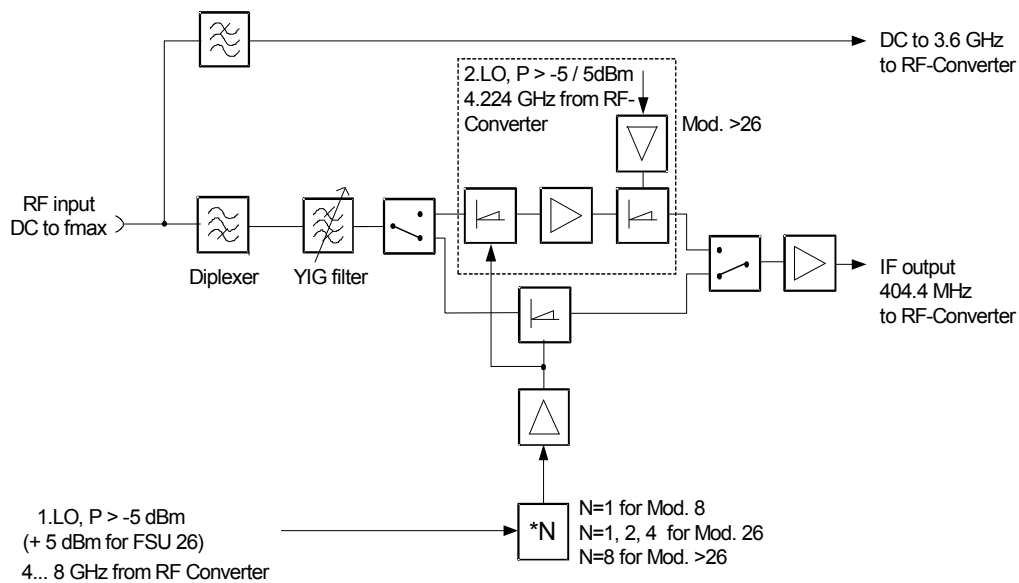 DC to 3.6 GHz
to RF-Converter
2.LO, P > -5 / 5dBm
4.224 GHz from RF-
Converter
Mod. >26
RF input
DC to fmax
Diplexer
YIG filter
IF output
404.4 MHz
to RF-Converter
1.LO, P > -5 dBm
(+ 5 dBm for FSU 26)
4... 8 GHz from RF Converter
*N
N=1 for Mod. 8
N=1, 2, 4 for Mod. 26
N=8 for Mod. >26